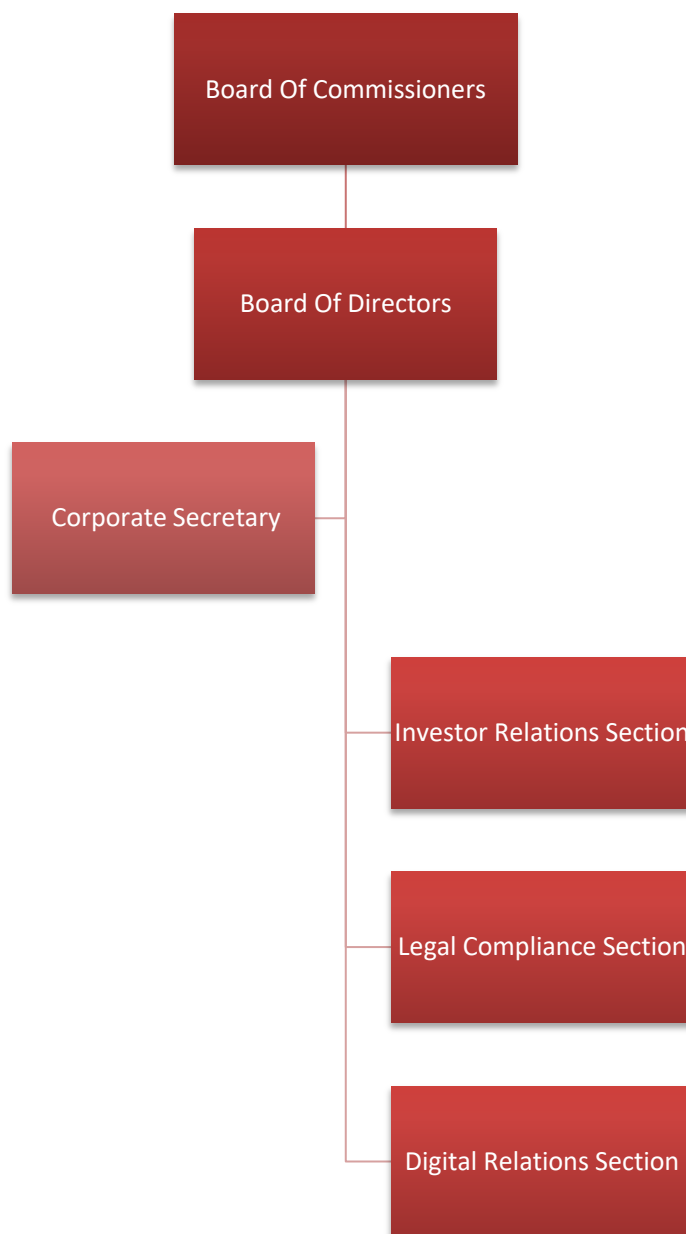 Board Of Commissioners
Board Of Directors
Corporate Secretary
Investor Relations Section
Legal Compliance Section
Digital Relations Section